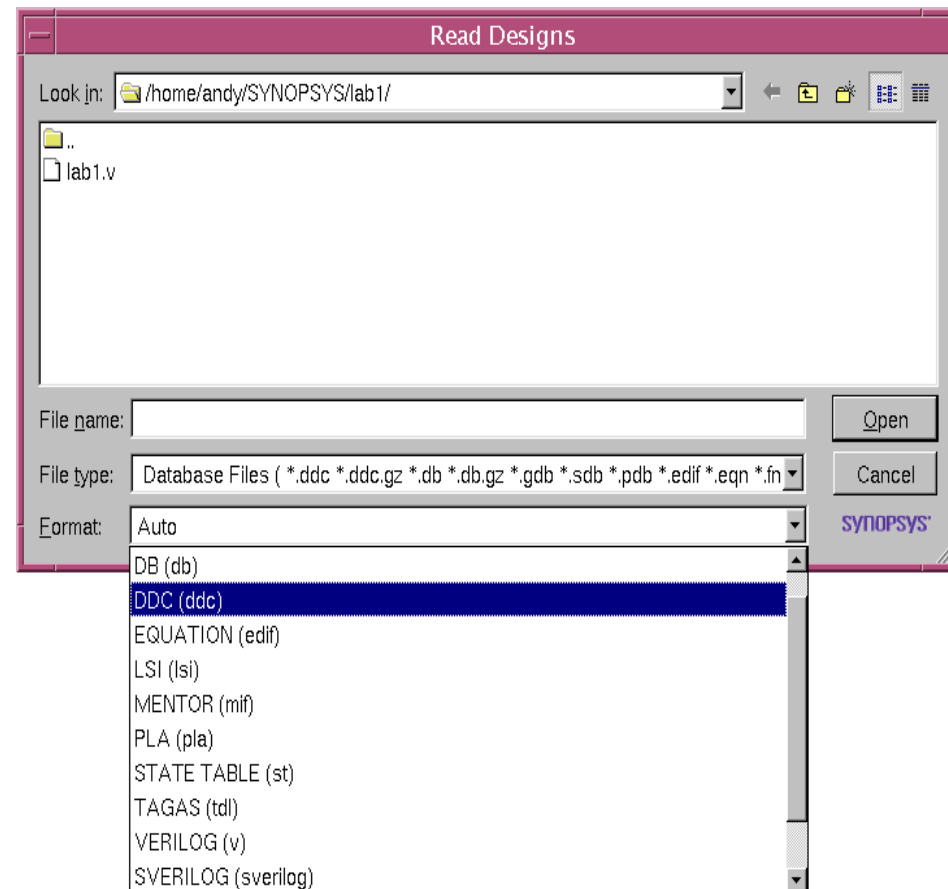 Read Designs
Look in: /home/andy/SYNOPSYS/lab1/
..
lab1.v
File name:
Open
File type: Database Files ( *.ddc *.ddc.gz *.db *.db.gz *.gdb *.sdb *.pdb *.edif *.eqn *.fn
Cancel
Format: Auto
SYNOPSYS®
DB (db)
DDC (ddc)
EQUATION (edif)
LSI (lsi)
MENTOR (mif)
PLA (pla)
STATE TABLE (st)
TAGAS (tdl)
VERILOG (v)
SVERILOG (sverilog)